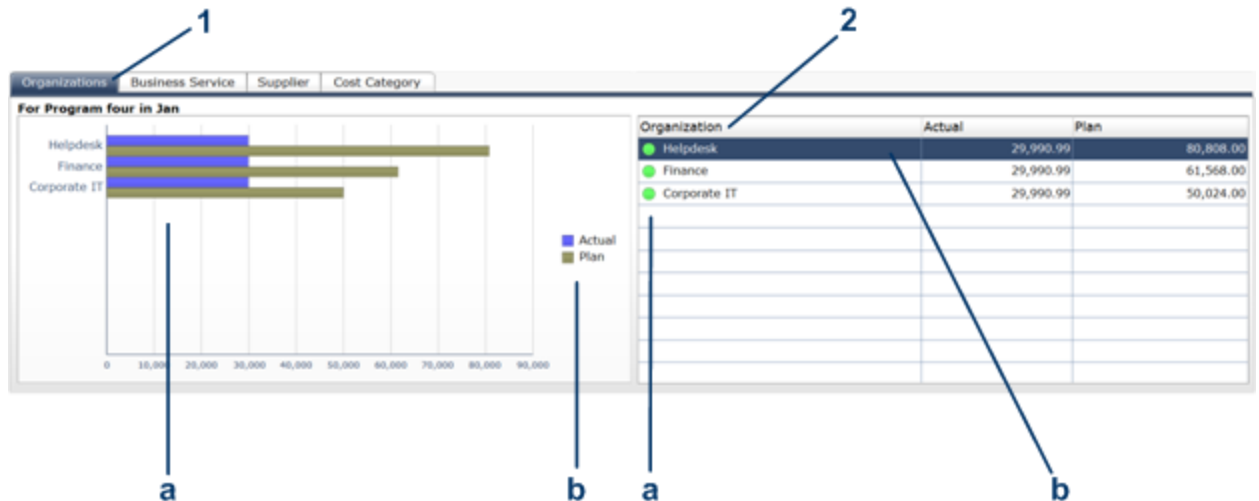 1
2
Organizations Business Service Supplier Cost Category
For Program four in Jan
Helpdesk
Finance
Corporate IT
Actual
Plan
0 10,000 20,000 30,000 40,000 50,000 60,000 70,000 80,000 90,000
Organization Actual Plan
Helpdesk 29,990.99 80,808.00
Finance 29,990.99 61,568.00
Corporate IT 29,990.99 50,024.00
a b a b